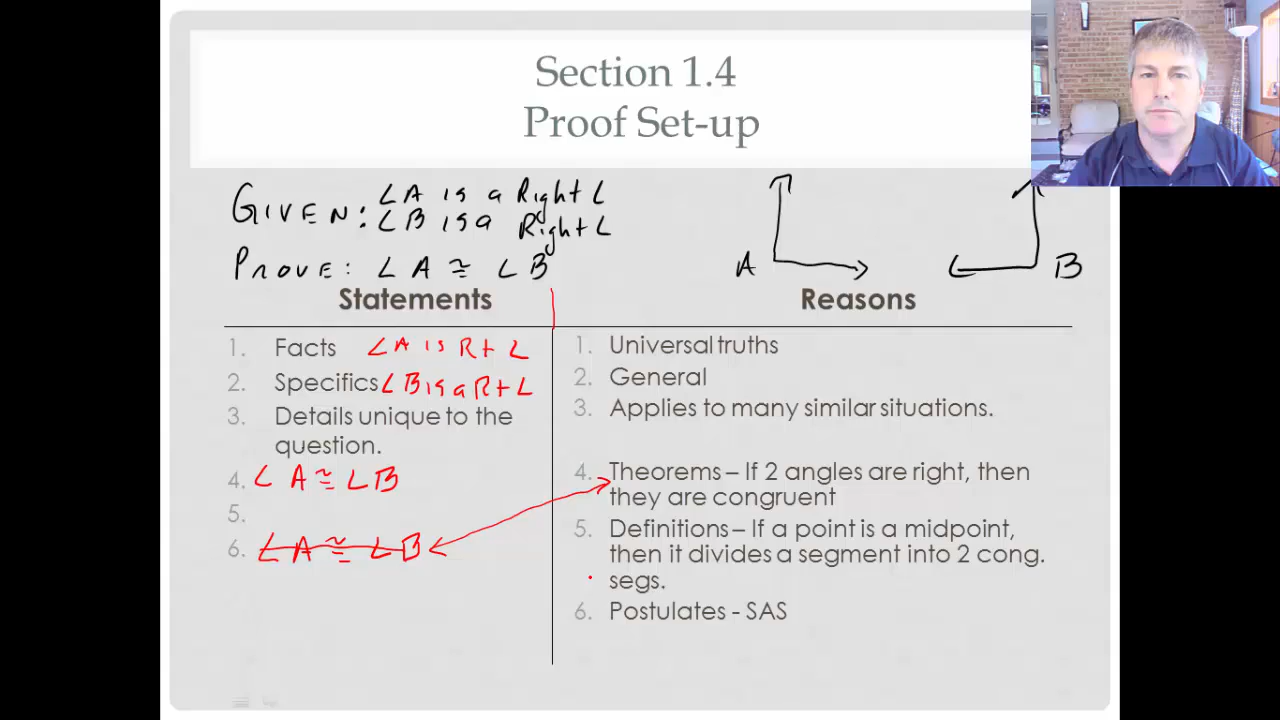 Section 1.4
Proof Set-up
GIVEN: ∠A is a Right ∠
∠B is a Right ∠
PROVE: ∠A ≅ ∠B
A
B
Statements
Reasons
1. Facts ∠A is Rt ∠
2. Specifics ∠B is a Rt ∠
3. Details unique to the
question.
4. ∠A ≅ ∠B
5.
6. ∠A ≅ ∠B
1. Universal truths
2. General
3. Applies to many similar situations.
4. Theorems – If 2 angles are right, then
they are congruent
5. Definitions – If a point is a midpoint,
then it divides a segment into 2 cong.
segs.
6. Postulates - SAS